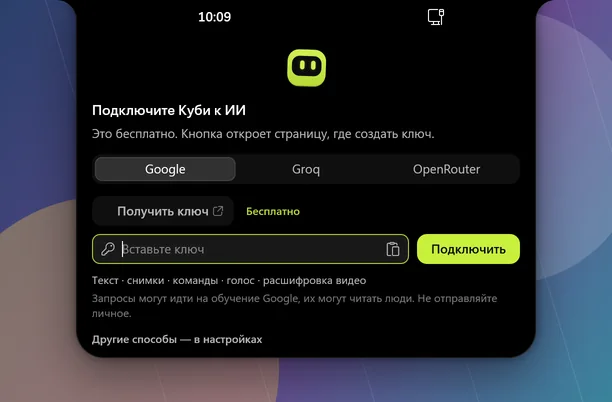 10:09
Подключите Куби к ИИ
Это бесплатно. Кнопка откроет страницу, где создать ключ.
Google Groq OpenRouter
Получить ключ Бесплатно
Вставьте ключ Подключить
Текст · снимки · команды · голос · расшифровка видео
Запросы могут идти на обучение Google, их могут читать люди. Не отправляйте
личное.
Другие способы — в настройках